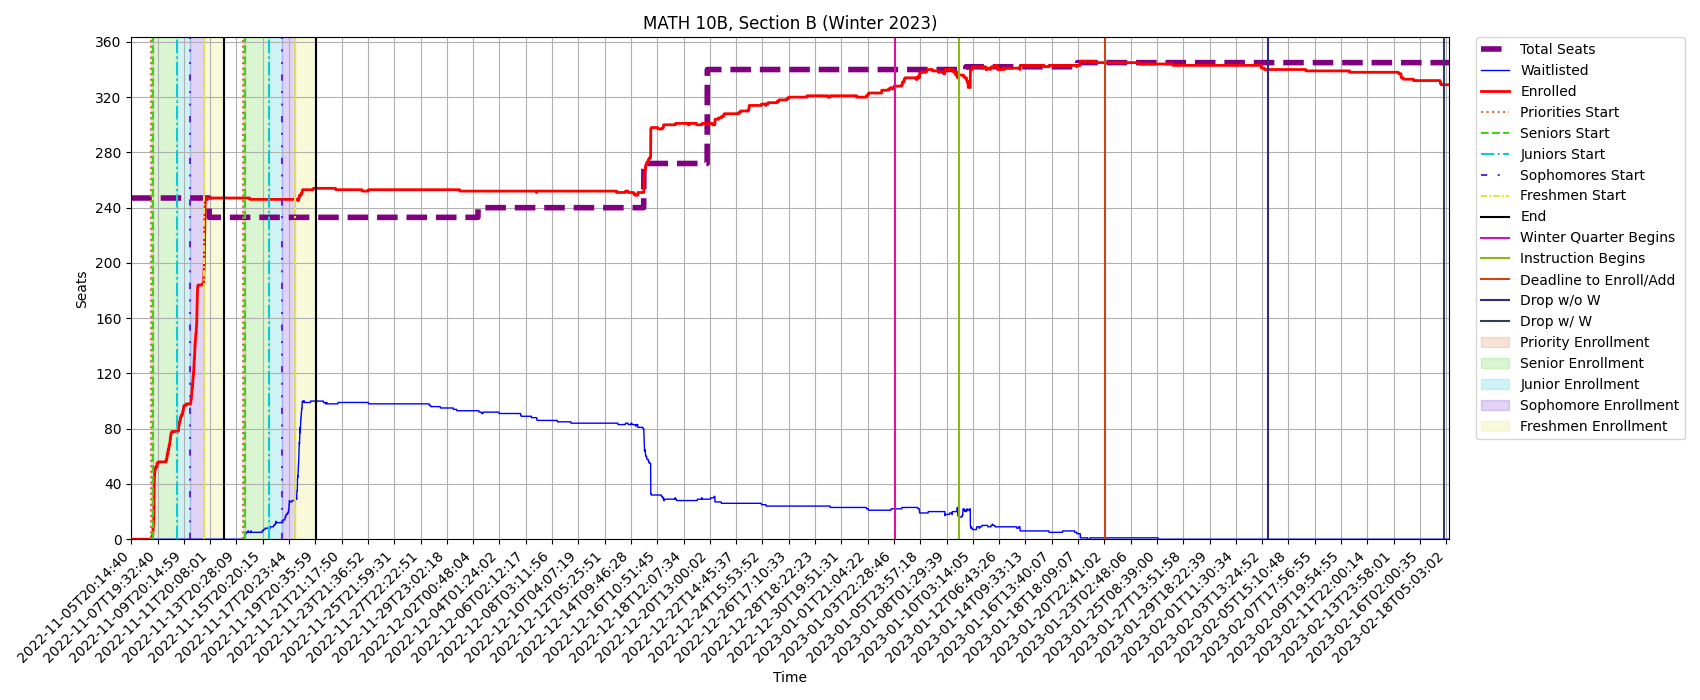 MATH 10B, Section B (Winter 2023)
Seats
360
320
280
240
200
160
120
80
40
0
2022-11-05T20:14:40
2022-11-07T19:32:40
2022-11-09T20:14:59
2022-11-11T20:08:01
2022-11-13T20:28:09
2022-11-15T20:20:15
2022-11-17T20:23:44
2022-11-19T20:35:59
2022-11-21T21:17:50
2022-11-23T21:36:52
2022-11-25T21:59:31
2022-11-27T22:22:51
2022-11-29T23:02:18
2022-12-02T00:48:04
2022-12-04T01:24:02
2022-12-06T02:12:17
2022-12-08T03:11:56
2022-12-10T04:07:19
2022-12-12T05:25:51
2022-12-14T09:46:28
2022-12-16T10:51:45
2022-12-18T12:07:34
2022-12-20T13:00:02
2022-12-22T14:45:37
2022-12-24T15:53:52
2022-12-26T17:10:33
2022-12-28T18:22:23
2022-12-30T19:51:31
2023-01-01T21:04:22
2023-01-03T22:28:46
2023-01-05T23:57:18
2023-01-08T01:29:35
2023-01-10T03:14:05
2023-01-12T06:43:26
2023-01-14T09:33:13
2023-01-16T13:40:07
2023-01-18T18:09:07
2023-01-20T22:41:02
2023-01-23T02:48:06
2023-01-25T08:39:00
2023-01-27T13:51:58
2023-01-29T18:22:39
2023-02-01T11:30:34
2023-02-03T13:24:52
2023-02-05T15:10:48
2023-02-07T17:56:55
2023-02-09T19:54:55
2023-02-11T22:00:14
2023-02-13T23:58:01
2023-02-16T02:00:35
2023-02-18T05:03:02
Time
Total Seats
Waitlisted
Enrolled
Priorities Start
Seniors Start
Juniors Start
Sophomores Start
Freshmen Start
End
Winter Quarter Begins
Instruction Begins
Deadline to Enroll/Add
Drop w/o W
Drop w/ W
Priority Enrollment
Senior Enrollment
Junior Enrollment
Sophomore Enrollment
Freshmen Enrollment